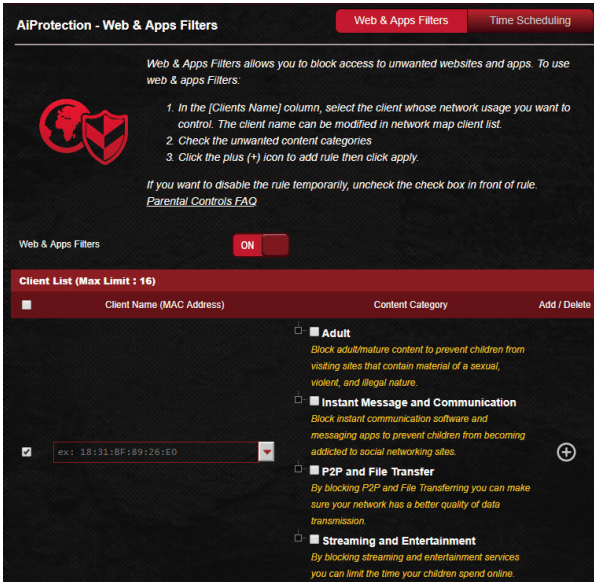 AiProtection - Web & Apps Filters
Web & Apps Filters
Time Scheduling
Web & Apps Filters allows you to block access to unwanted websites and apps. To use
web & apps Filters:
1. In the [Clients Name] column, select the client whose network usage you want to
control. The client name can be modified in network map client list.
2. Check the unwanted content categories
3. Click the plus (+) icon to add rule then click apply.
If you want to disable the rule temporarily, uncheck the check box in front of rule.
Parental Controls FAQ
Web & Apps Filters
ON
Client List (Max Limit : 16)
Client Name (MAC Address)
Content Category
Add / Delete
Adult
Block adult/mature content to prevent children from
visiting sites that contain material of a sexual,
violent, and illegal nature.
Instant Message and Communication
Block instant communication software and
messaging apps to prevent children from becoming
addicted to social networking sites.
ex: 18:31:BF:89:26:E0
P2P and File Transfer
By blocking P2P and File Transferring you can make
sure your network has a better quality of data
transmission.
Streaming and Entertainment
By blocking streaming and entertainment services
you can limit the time your children spend online.